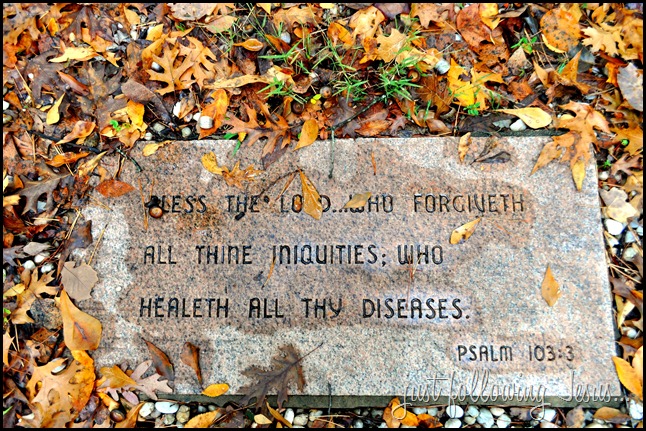 BLESS THE LORD...WHO FORGIVETH
ALL THINE INIQUITIES; WHO
HEALETH ALL THY DISEASES.
PSALM 103:3
just following Jesus...